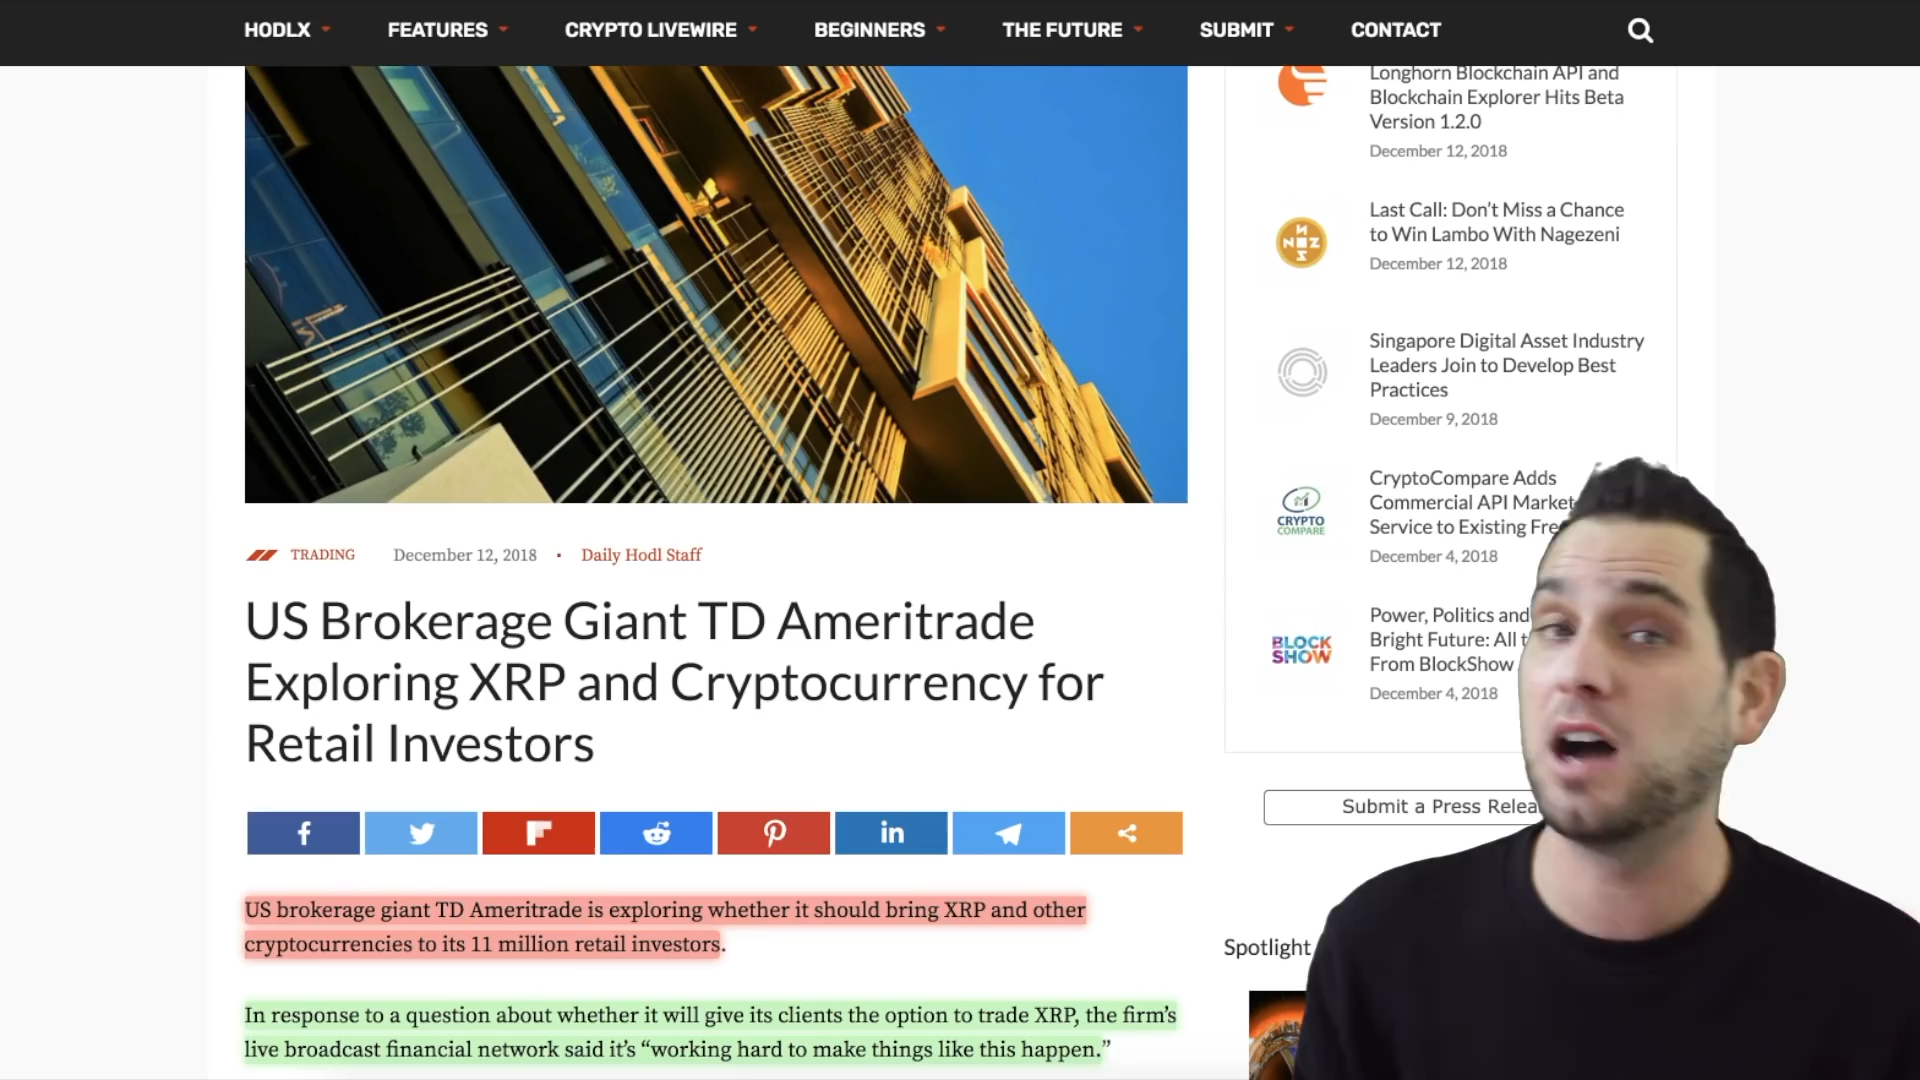 HODLX
FEATURES
CRYPTO LIVEWIRE
BEGINNERS
THE FUTURE
SUBMIT
CONTACT
TRADING
December 12, 2018 · Daily Hodl Staff
US Brokerage Giant TD Ameritrade
Exploring XRP and Cryptocurrency for
Retail Investors
f
in
US brokerage giant TD Ameritrade is exploring whether it should bring XRP and other
cryptocurrencies to its 11 million retail investors.
In response to a question about whether it will give its clients the option to trade XRP, the firm's
live broadcast financial network said it's “working hard to make things like this happen.”
Longhorn Blockchain API and
Blockchain Explorer Hits Beta
Version 1.2.0
December 12, 2018
N
N Z
S
Last Call: Don't Miss a Chance
to Win Lambo With Nagezeni
December 12, 2018
Singapore Digital Asset Industry
Leaders Join to Develop Best
Practices
December 9, 2018
CRYPTO
COMPARE
CryptoCompare Adds
Commercial API Market
Service to Existing
December 4, 2018
BLOCK
SHOW
Power, Politics and
Bright Future: All
From BlockShow
December 4, 2018
Submit a Press
Spotlight